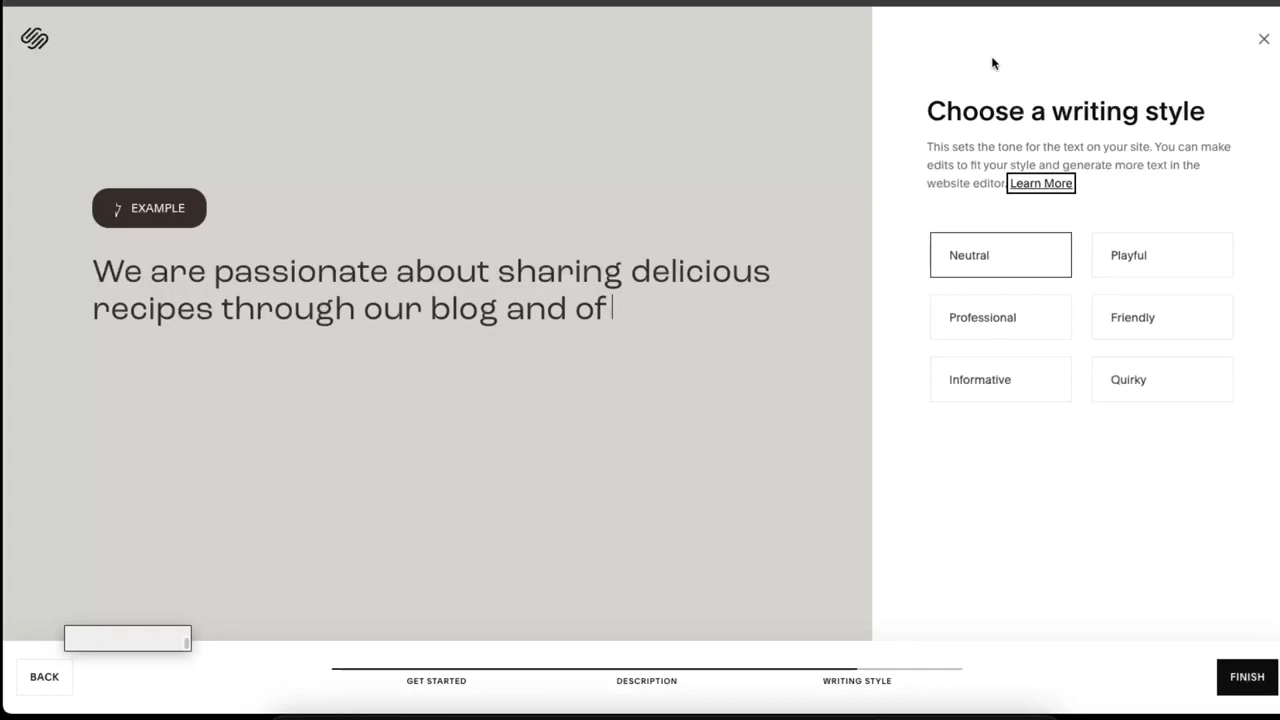 Choose a writing style
This sets the tone for the text on your site. You can make
edits to fit your style and generate more text in the
website editor. Learn More
EXAMPLE
We are passionate about sharing delicious
recipes through our blog and of
Neutral
Playful
Professional
Friendly
Informative
Quirky
BACK
GET STARTED
DESCRIPTION
WRITING STYLE
FINISH